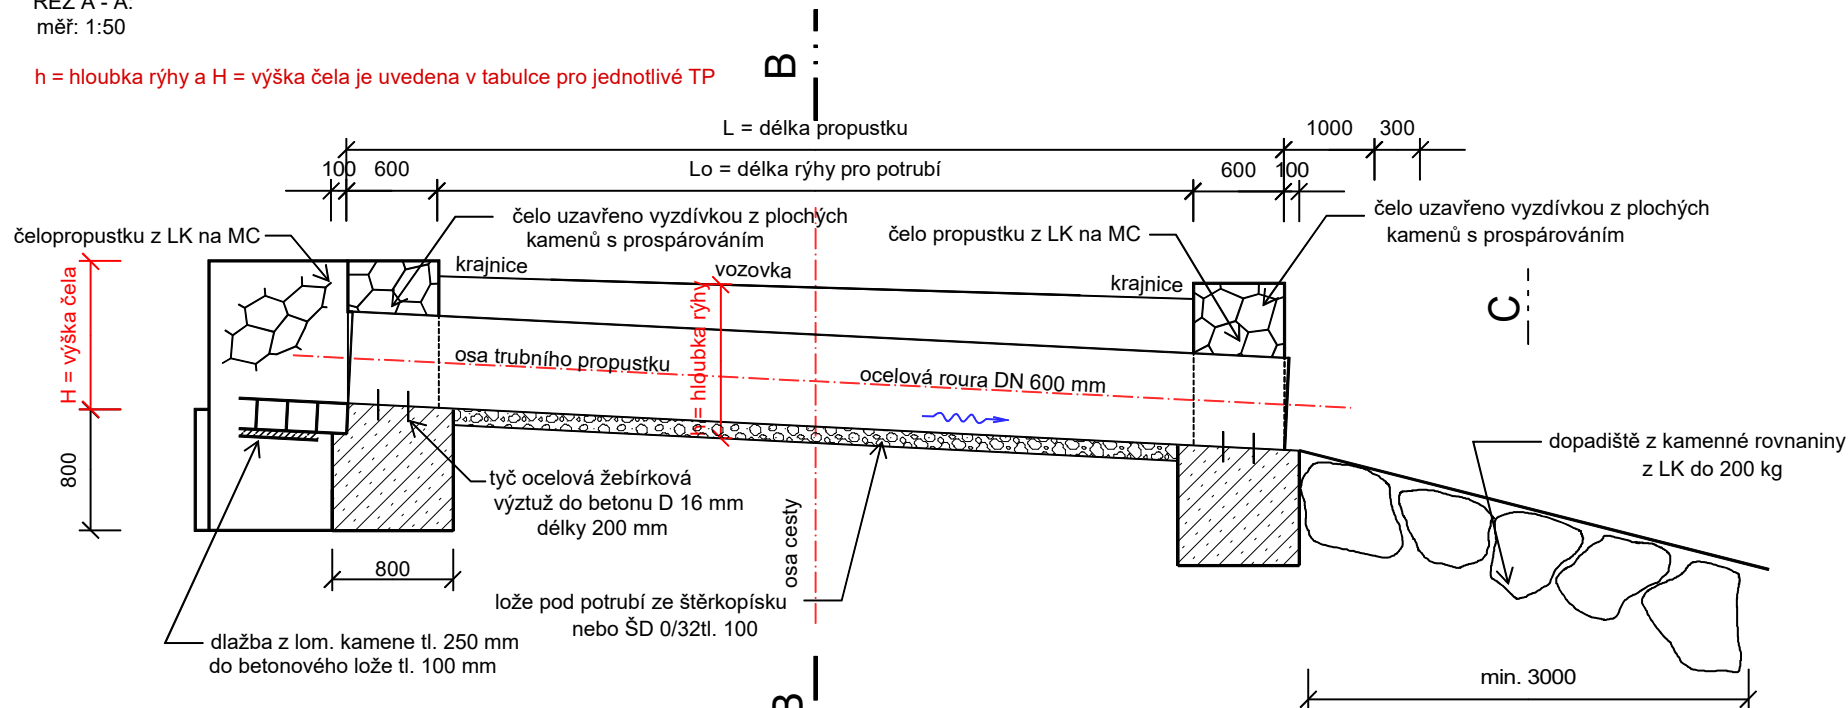 ŘEZ A - A:
měř: 1:50
h = hloubka rýhy a H = výška čela je uvedena v tabulce pro jednotlivé TP
B
L = délka propustku
1000
300
100
600
Lo = délka rýhy pro potrubí
600
100
čelo uzavřeno vyzdívkou z plochých
kamenů s prospárováním
čelo uzavřeno vyzdívkou z plochých
kamenů s prospárováním
čelopropustku z LK na MC
čelo propustku z LK na MC
krajnice
vozovka
krajnice
H = výška čela
h = hloubka rýhy
C
osa trubního propustku
ocelová roura DN 600 mm
800
tyč ocelová žebírková
výztuž do betonu D 16 mm
délky 200 mm
osa cesty
dopadiště z kamenné rovnaniny
z LK do 200 kg
800
lože pod potrubí ze štěrkopísku
nebo ŠD 0/32tl. 100
dlažba z lom. kamene tl. 250 mm
do betonového lože tl. 100 mm
min. 3000
B